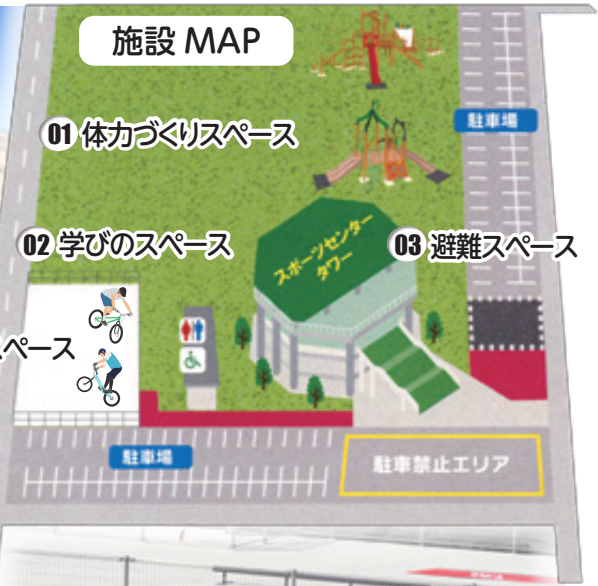 施設 MAP
01 体力づくりスペース
駐車場
02 学びのスペース
スポーツセンター
タワー
03 避難スペース
スペース
駐車場
駐車禁止エリア